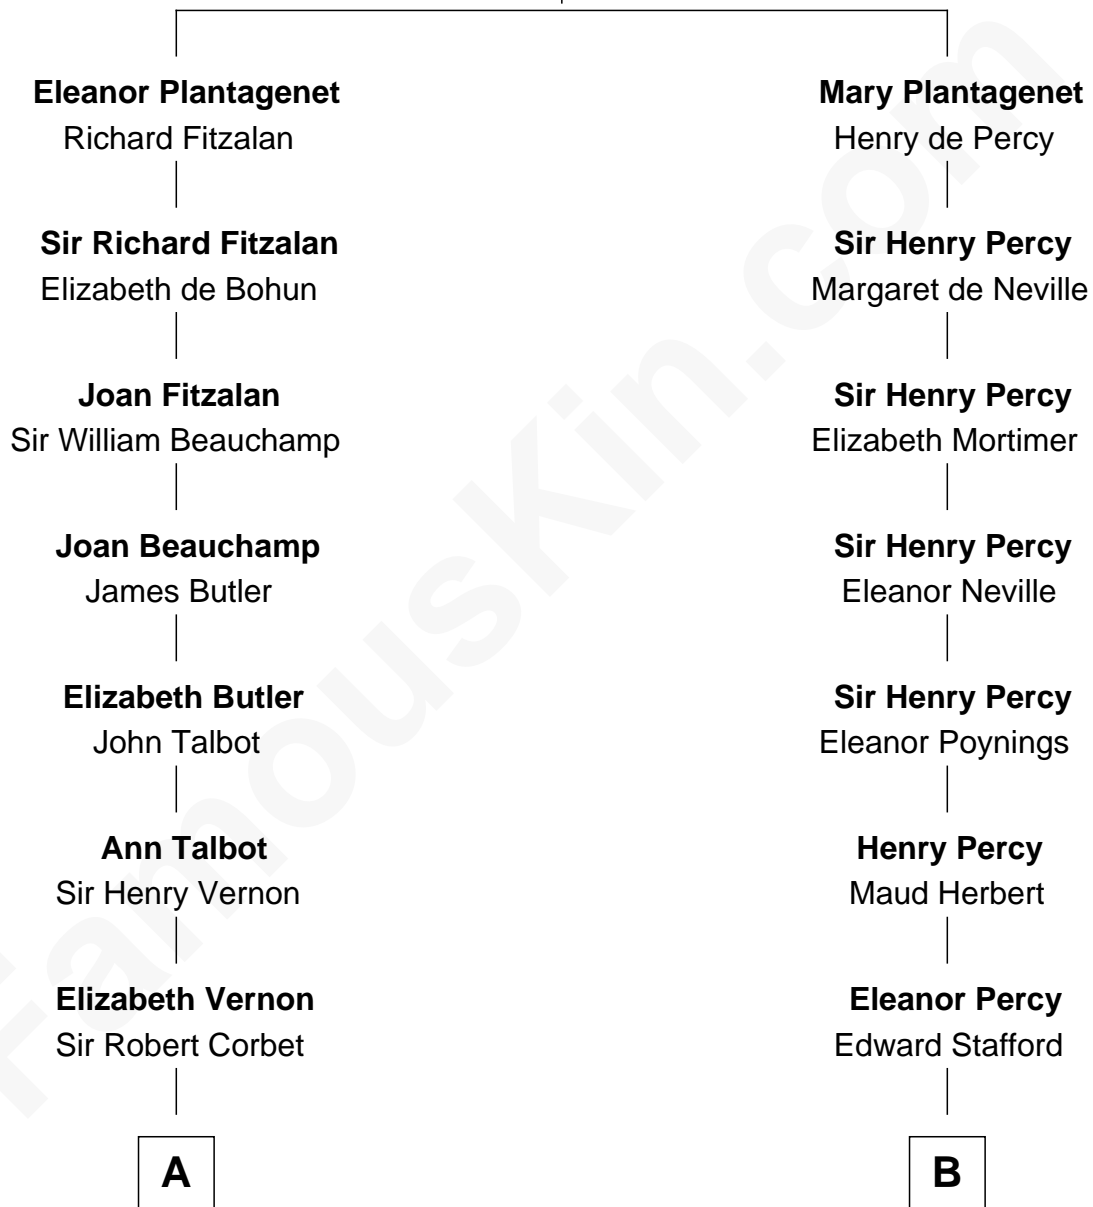 Eleanor Plantagenet
Richard Fitzalan
Sir Richard Fitzalan
Elizabeth de Bohun
Joan Fitzalan
Sir William Beauchamp
Joan Beauchamp
James Butler
Elizabeth Butler
John Talbot
Ann Talbot
Sir Henry Vernon
Elizabeth Vernon
Sir Robert Corbet
A
Mary Plantagenet
Henry de Percy
Sir Henry Percy
Margaret de Neville
Sir Henry Percy
Elizabeth Mortimer
Sir Henry Percy
Eleanor Neville
Sir Henry Percy
Eleanor Poynings
Henry Percy
Maud Herbert
Eleanor Percy
Edward Stafford
B
FamousKin.com